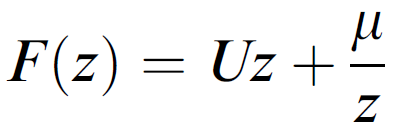 F(z) = Uz + μ/z